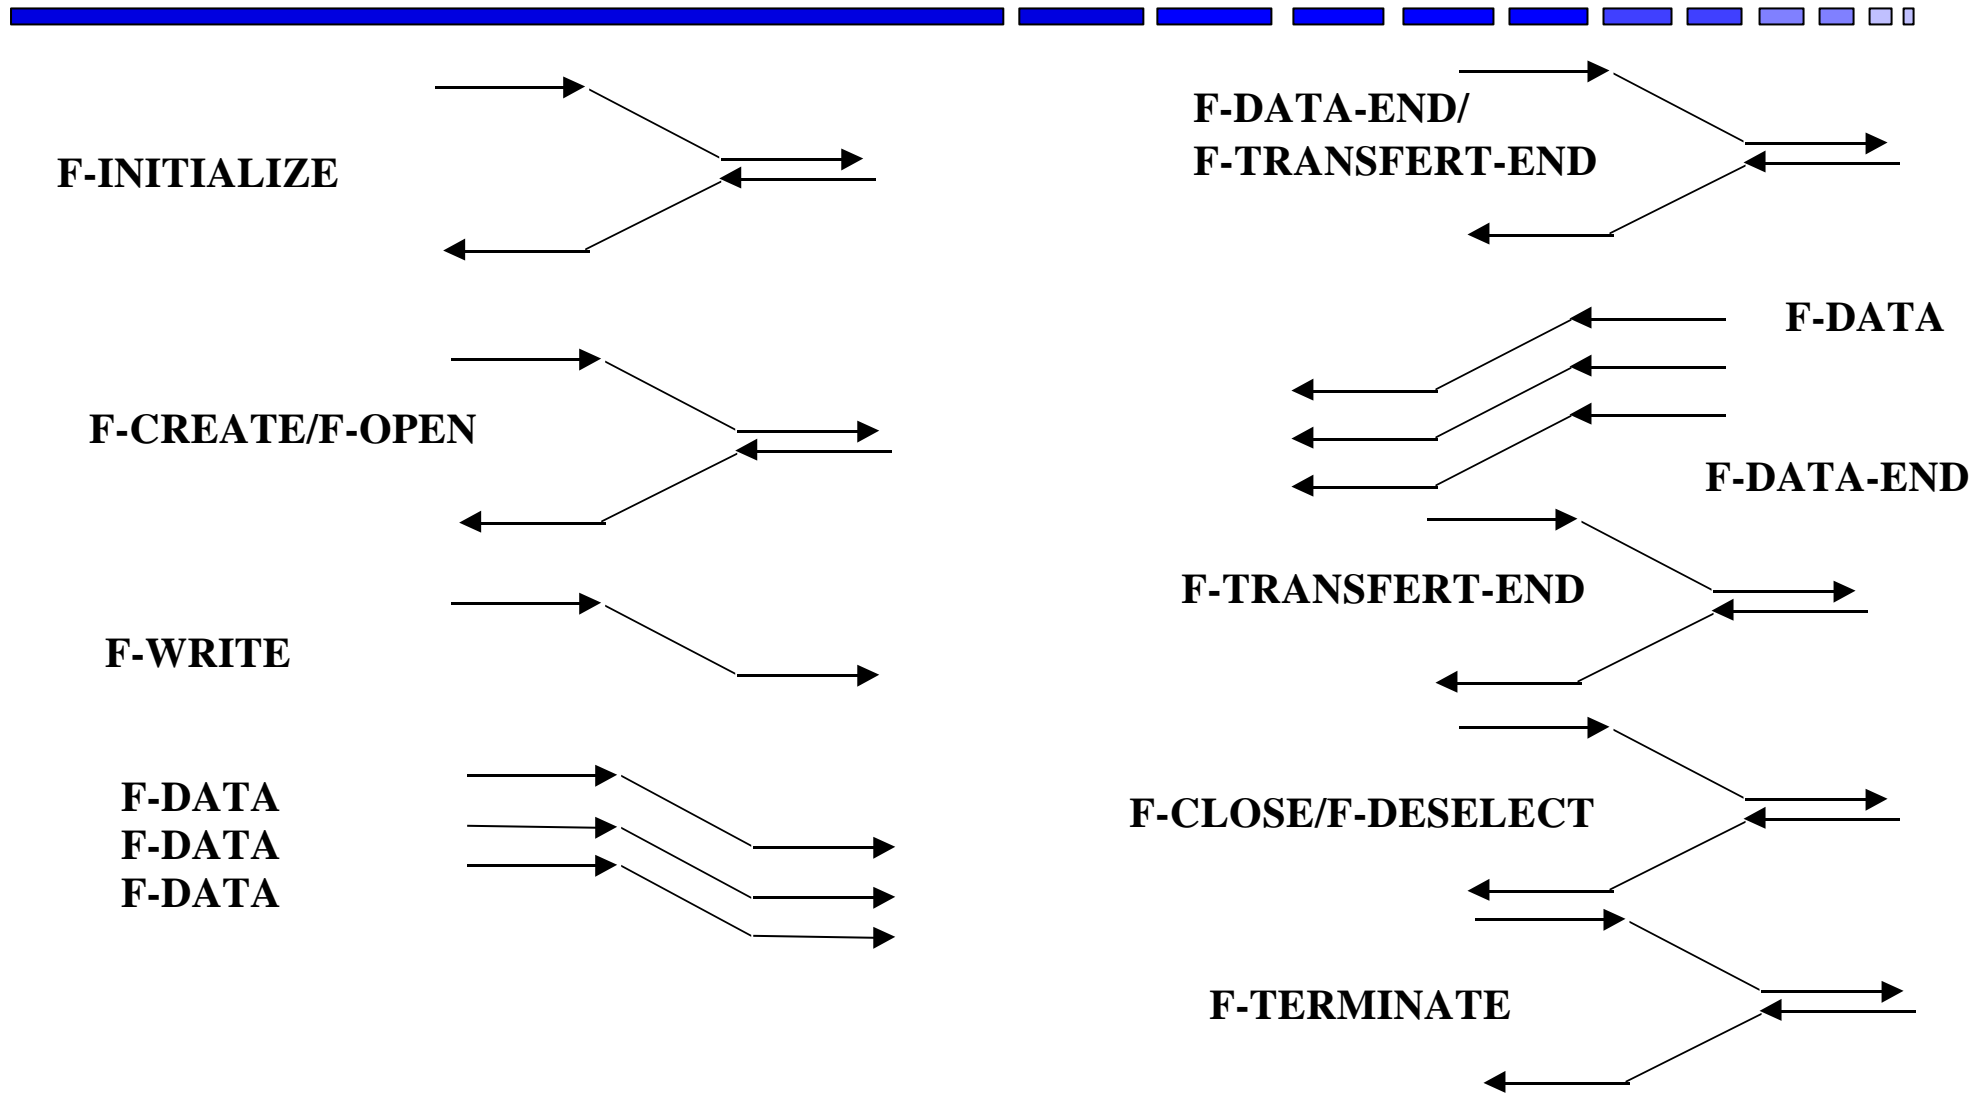 F-INITIALIZE
F-CREATE/F-OPEN
F-WRITE
F-DATA
F-DATA
F-DATA
F-DATA-END/
F-TRANSFERT-END
F-DATA
F-DATA-END
F-TRANSFERT-END
F-CLOSE/F-DESELECT
F-TERMINATE